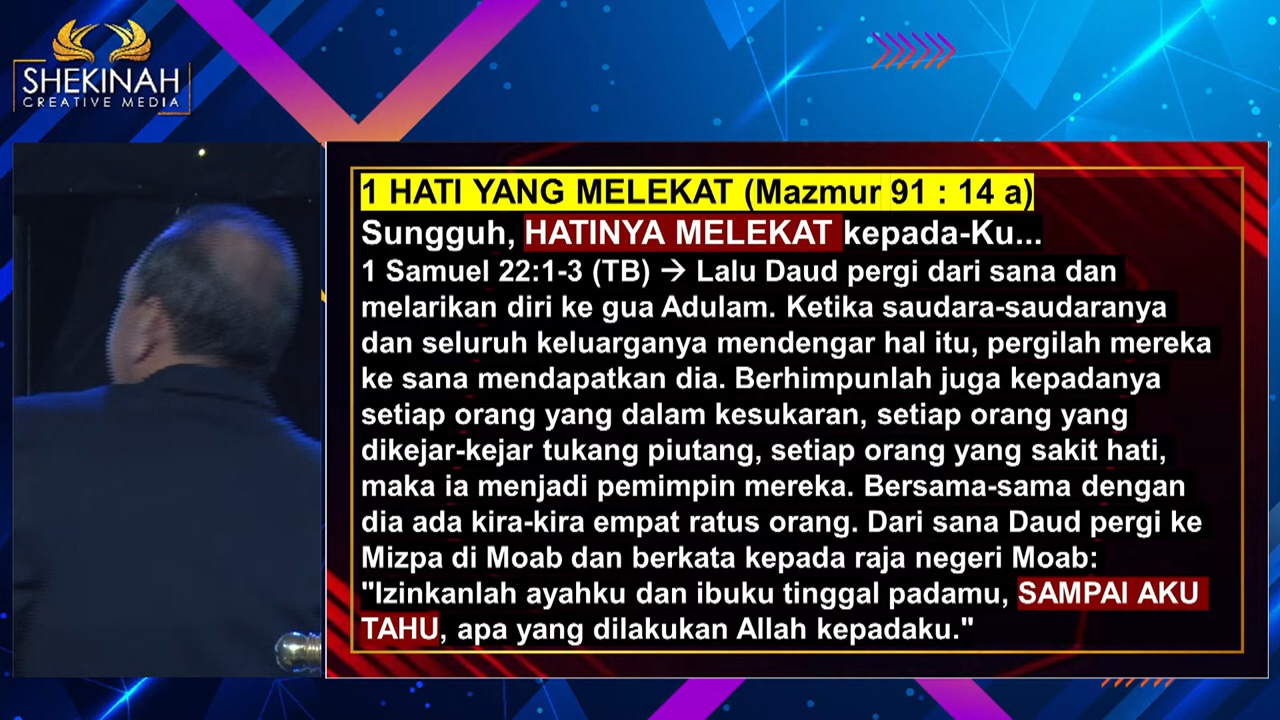 SHEKINAH
CREATIVE MEDIA
1 HATI YANG MELEKAT (Mazmur 91 : 14 a)
Sungguh, HATINYA MELEKAT kepada-Ku...
1 Samuel 22:1-3 (TB) → Lalu Daud pergi dari sana dan
melarikan diri ke gua Adulam. Ketika saudara-saudaranya
dan seluruh keluarganya mendengar hal itu, pergilah mereka
ke sana mendapatkan dia. Berhimpunlah juga kepadanya
setiap orang yang dalam kesukaran, setiap orang yang
dikejar-kejar tukang piutang, setiap orang yang sakit hati,
maka ia menjadi pemimpin mereka. Bersama-sama dengan
dia ada kira-kira empat ratus orang. Dari sana Daud pergi ke
Mizpa di Moab dan berkata kepada raja negeri Moab:
"Izinkanlah ayahku dan ibuku tinggal padamu, SAMPAI AKU
TAHU, apa yang dilakukan Allah kepadaku."